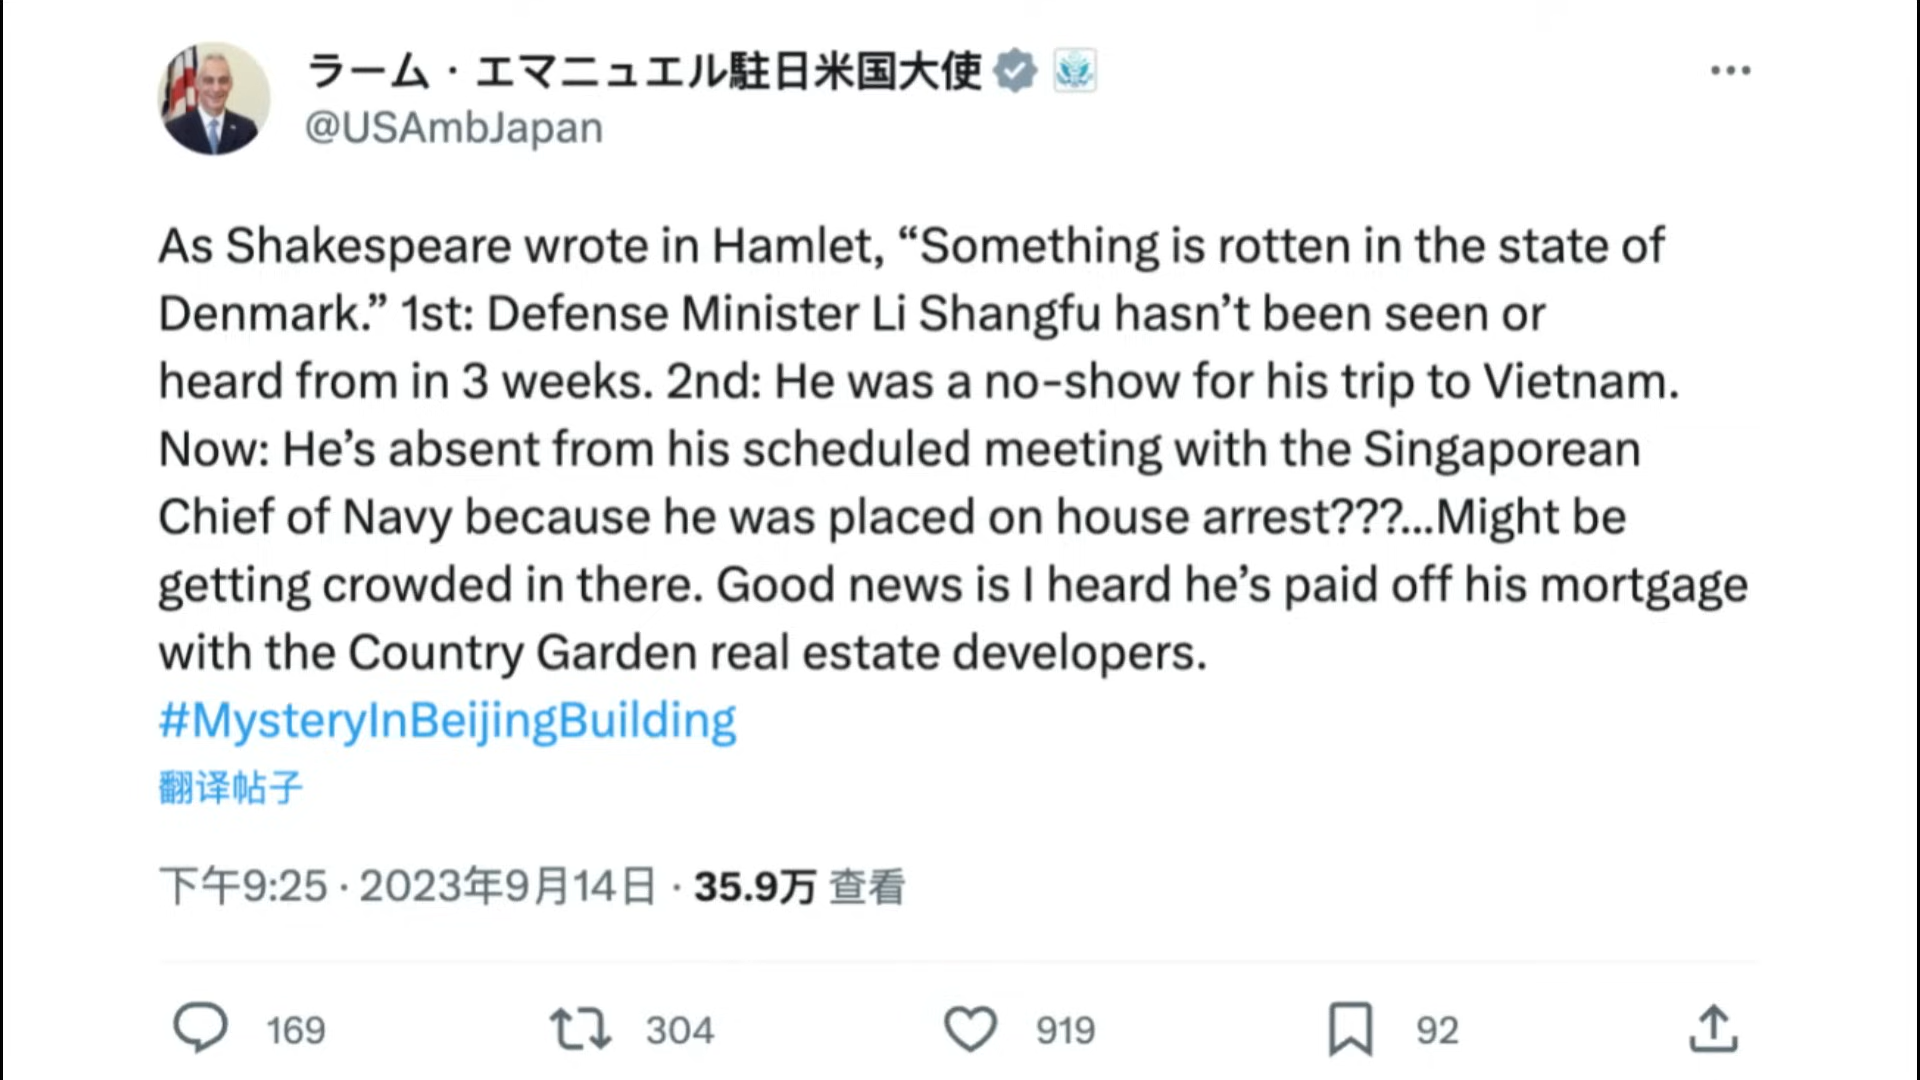 ラーム・エマニュエル駐日米国大使
@USAmbJapan
As Shakespeare wrote in Hamlet, “Something is rotten in the state of
Denmark.” 1st: Defense Minister Li Shangfu hasn’t been seen or
heard from in 3 weeks. 2nd: He was a no-show for his trip to Vietnam.
Now: He’s absent from his scheduled meeting with the Singaporean
Chief of Navy because he was placed on house arrest???...Might be
getting crowded in there. Good news is I heard he’s paid off his mortgage
with the Country Garden real estate developers.
#MysteryInBeijingBuilding
翻译帖子
下午9:25 · 2023年9月14日 · 35.9万 查看
169 304 919 92